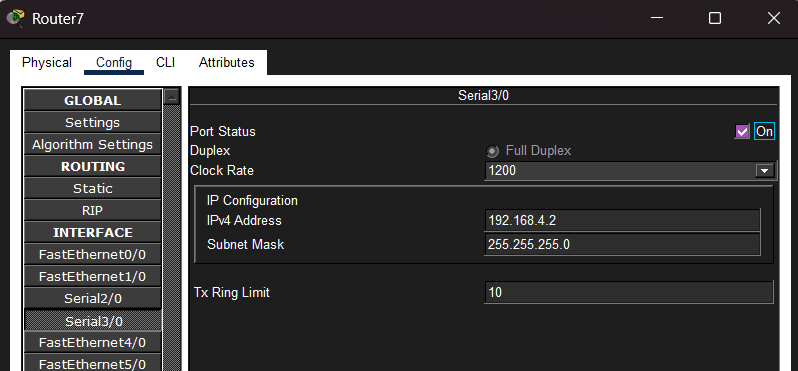 Router7
Physical Config CLI Attributes
GLOBAL
Settings
Algorithm Settings
ROUTING
Static
RIP
INTERFACE
FastEthernet0/0
FastEthernet1/0
Serial2/0
Serial3/0
FastEthernet4/0
FastEthernet5/0
Serial3/0
Port Status On
Duplex Full Duplex
Clock Rate 1200
IP Configuration
IPv4 Address 192.168.4.2
Subnet Mask 255.255.255.0
Tx Ring Limit 10